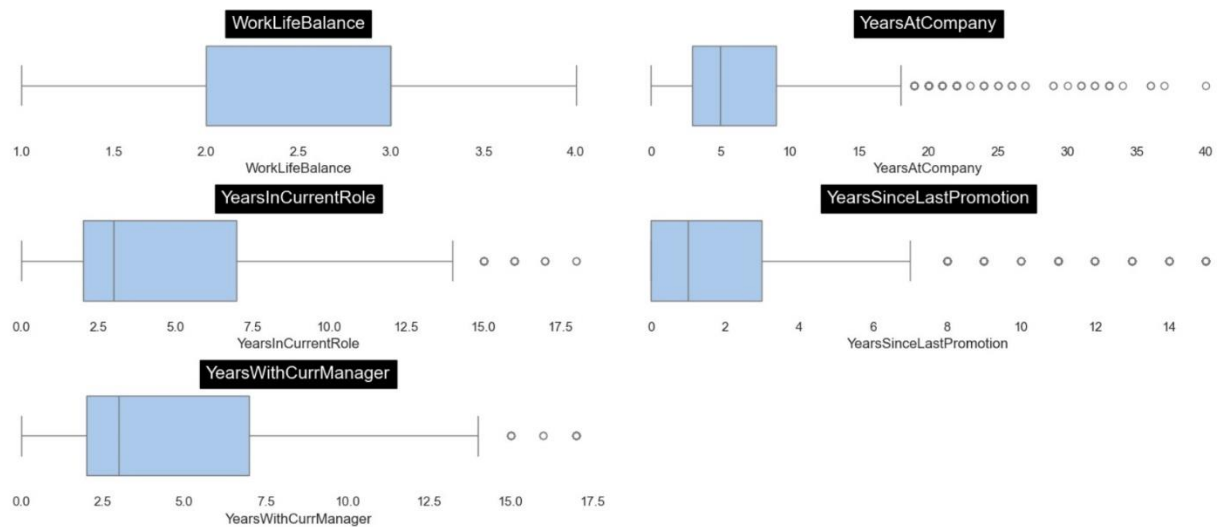 WorkLifeBalance
1.0 1.5 2.0 2.5 3.0 3.5 4.0
WorkLifeBalance
YearsAtCompany
0 5 10 15 20 25 30 35 40
YearsAtCompany
YearsInCurrentRole
0.0 2.5 5.0 7.5 10.0 12.5 15.0 17.5
YearsInCurrentRole
YearsSinceLastPromotion
0 2 4 6 8 10 12 14
YearsSinceLastPromotion
YearsWithCurrManager
0.0 2.5 5.0 7.5 10.0 12.5 15.0 17.5
YearsWithCurrManager